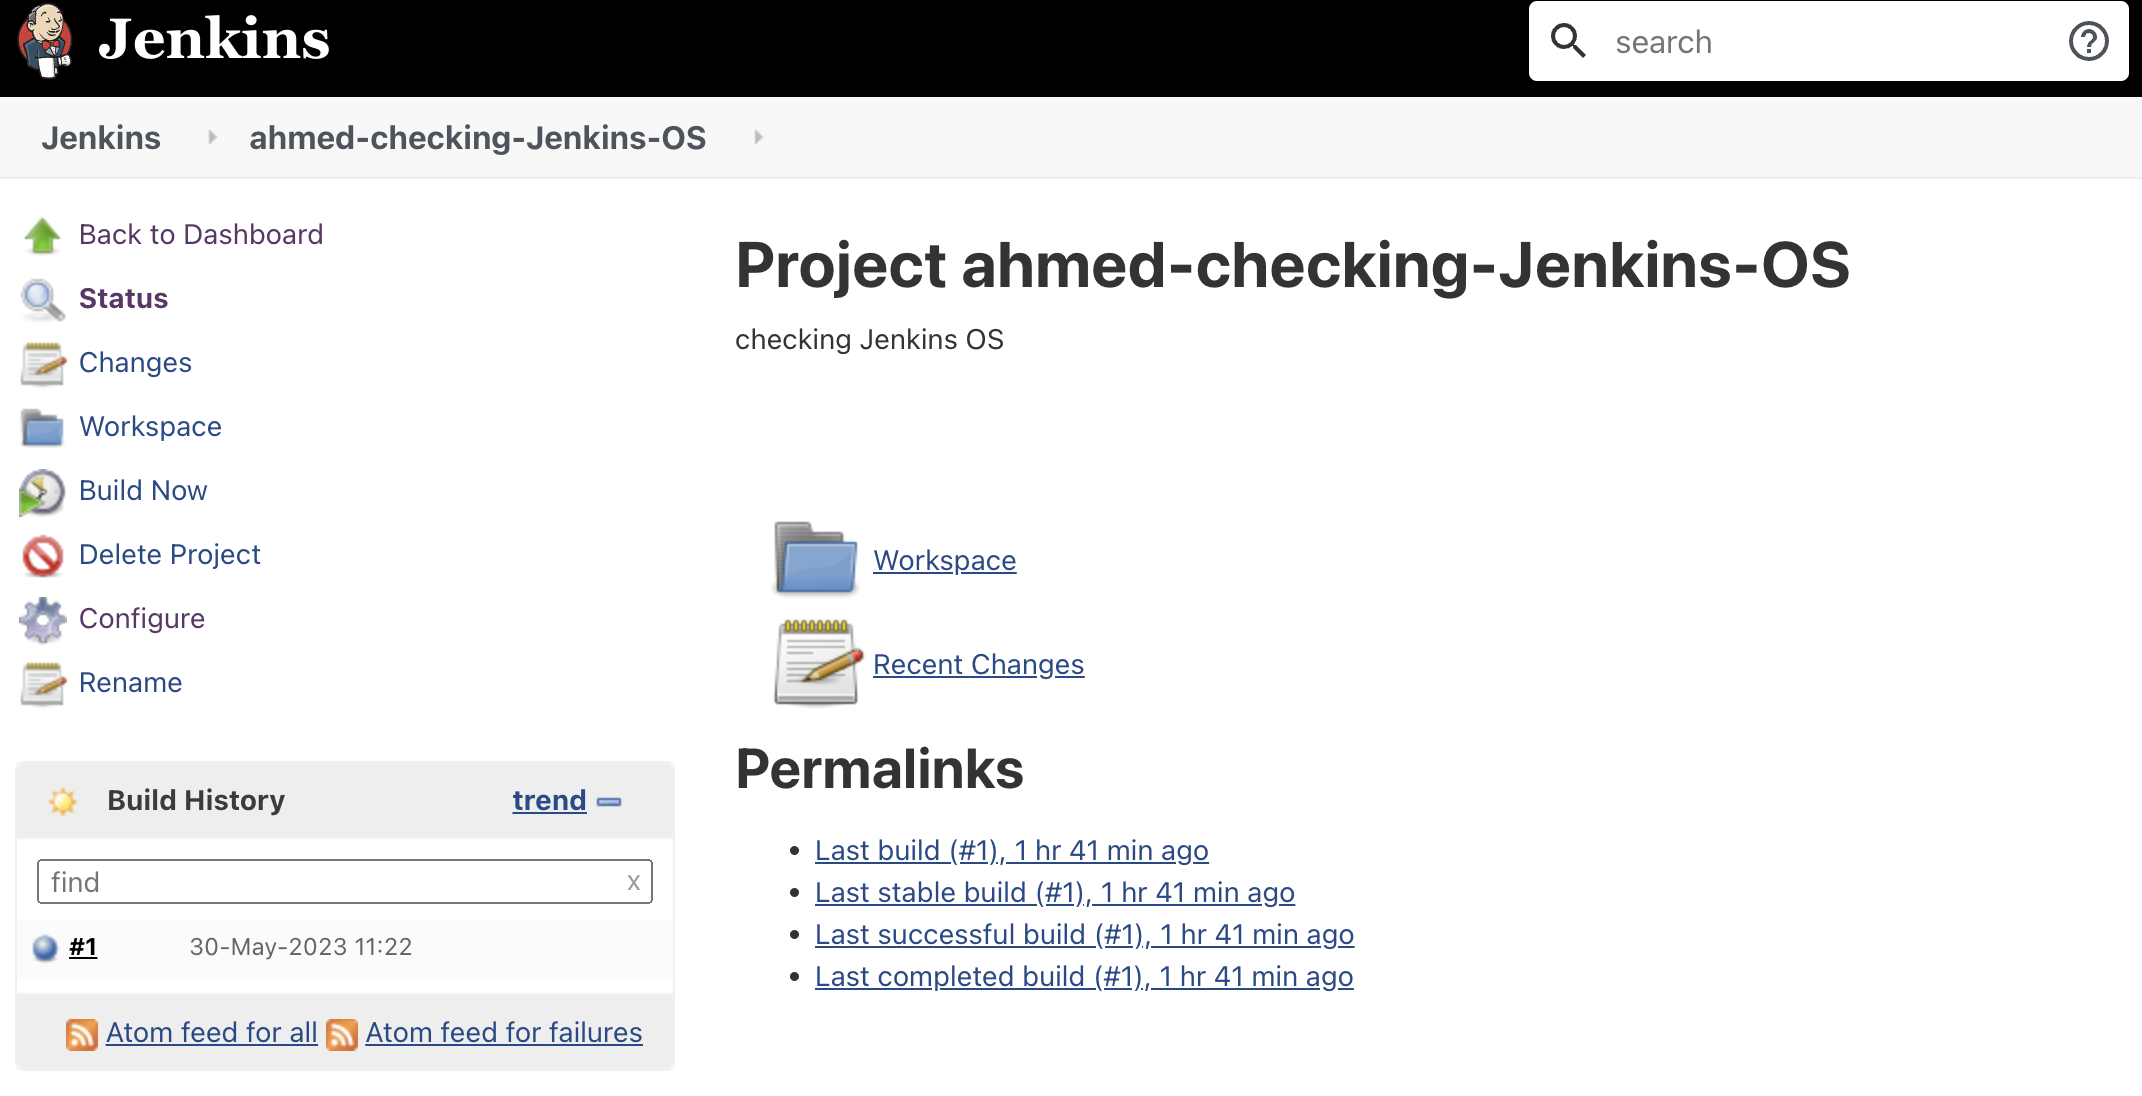 Jenkins
search
Jenkins ahmed-checking-Jenkins-OS
Back to Dashboard
Status
Changes
Workspace
Build Now
Delete Project
Configure
Rename
Build History trend
find x
#1 30-May-2023 11:22
Atom feed for all Atom feed for failures
Project ahmed-checking-Jenkins-OS
checking Jenkins OS
Workspace
Recent Changes
Permalinks
Last build (#1), 1 hr 41 min ago
Last stable build (#1), 1 hr 41 min ago
Last successful build (#1), 1 hr 41 min ago
Last completed build (#1), 1 hr 41 min ago